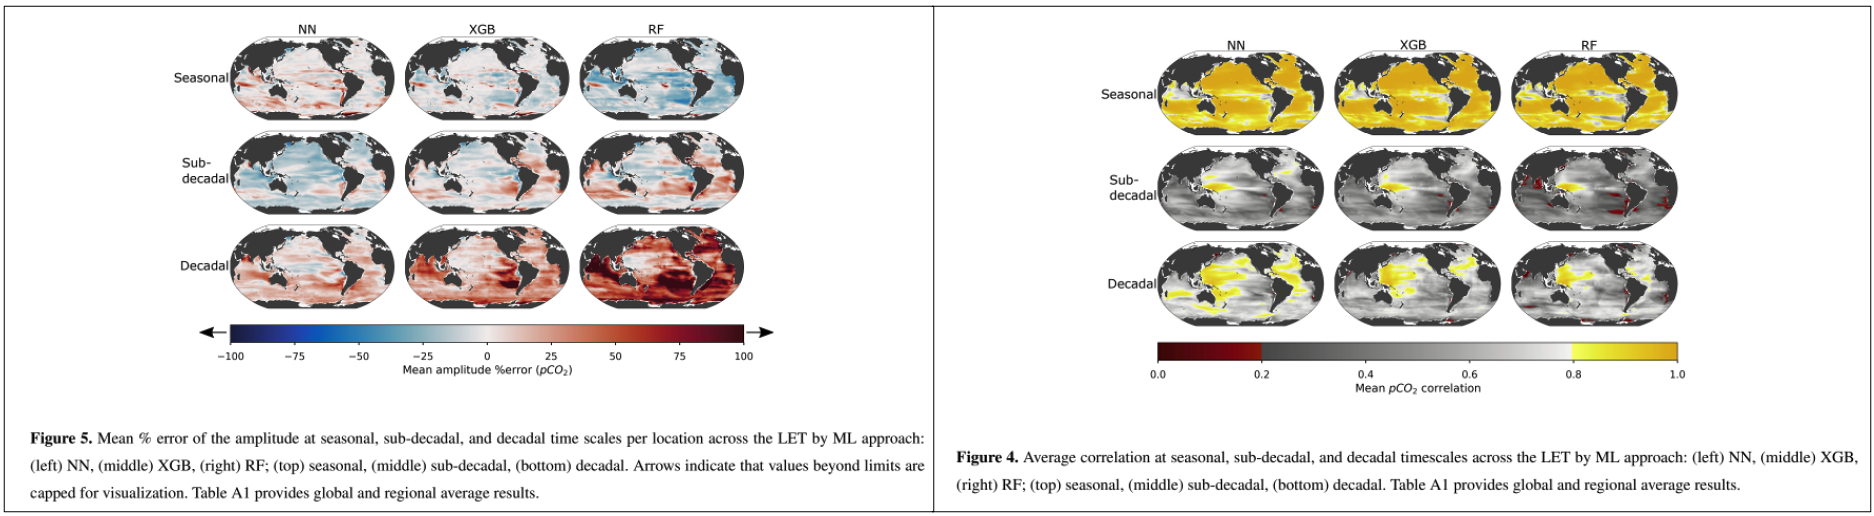 NN XGB RF
Seasonal
Sub-
decadal
Decadal
−100 −75 −50 −25 0 25 50 75 100
Mean amplitude %error (pCO₂)
Figure 5. Mean % error of the amplitude at seasonal, sub-decadal, and decadal time scales per location across the LET by ML approach:
(left) NN, (middle) XGB, (right) RF; (top) seasonal, (middle) sub-decadal, (bottom) decadal. Arrows indicate that values beyond limits are
capped for visualization. Table A1 provides global and regional average results.
NN XGB RF
Seasonal
Sub-
decadal
Decadal
0.0 0.2 0.4 0.6 0.8 1.0
Mean pCO₂ correlation
Figure 4. Average correlation at seasonal, sub-decadal, and decadal timescales across the LET by ML approach: (left) NN, (middle) XGB,
(right) RF; (top) seasonal, (middle) sub-decadal, (bottom) decadal. Table A1 provides global and regional average results.